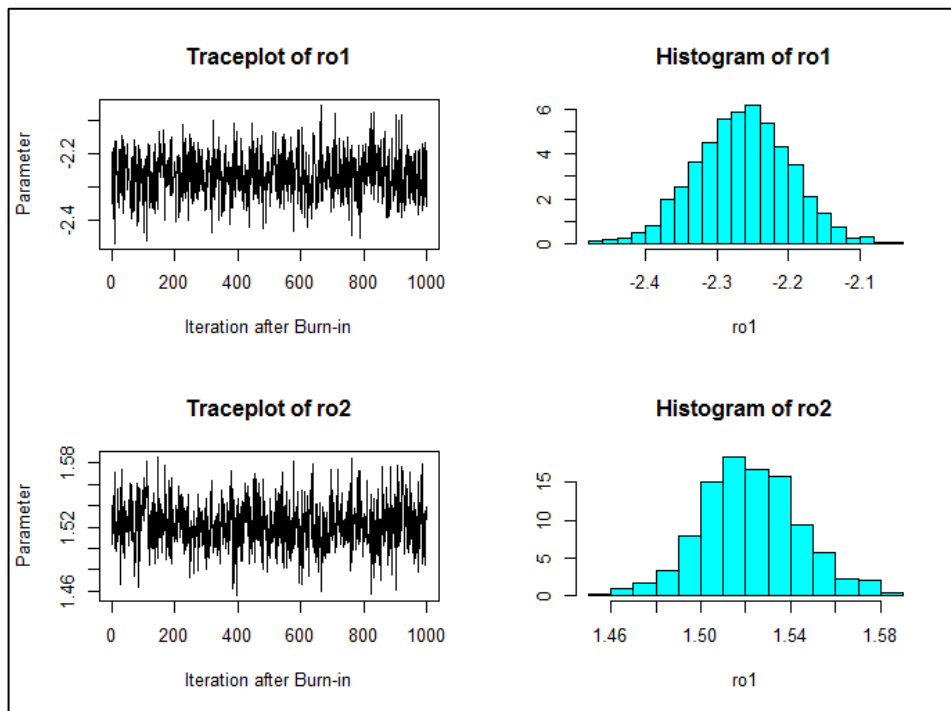 Traceplot of ro1
Parameter
-2.4
-2.2
0 200 400 600 800 1000
Iteration after Burn-in
Histogram of ro1
6
4
2
0
-2.4 -2.3 -2.2 -2.1
ro1
Traceplot of ro2
Parameter
1.46
1.52
1.58
0 200 400 600 800 1000
Iteration after Burn-in
Histogram of ro2
15
10
5
0
1.46 1.50 1.54 1.58
ro1